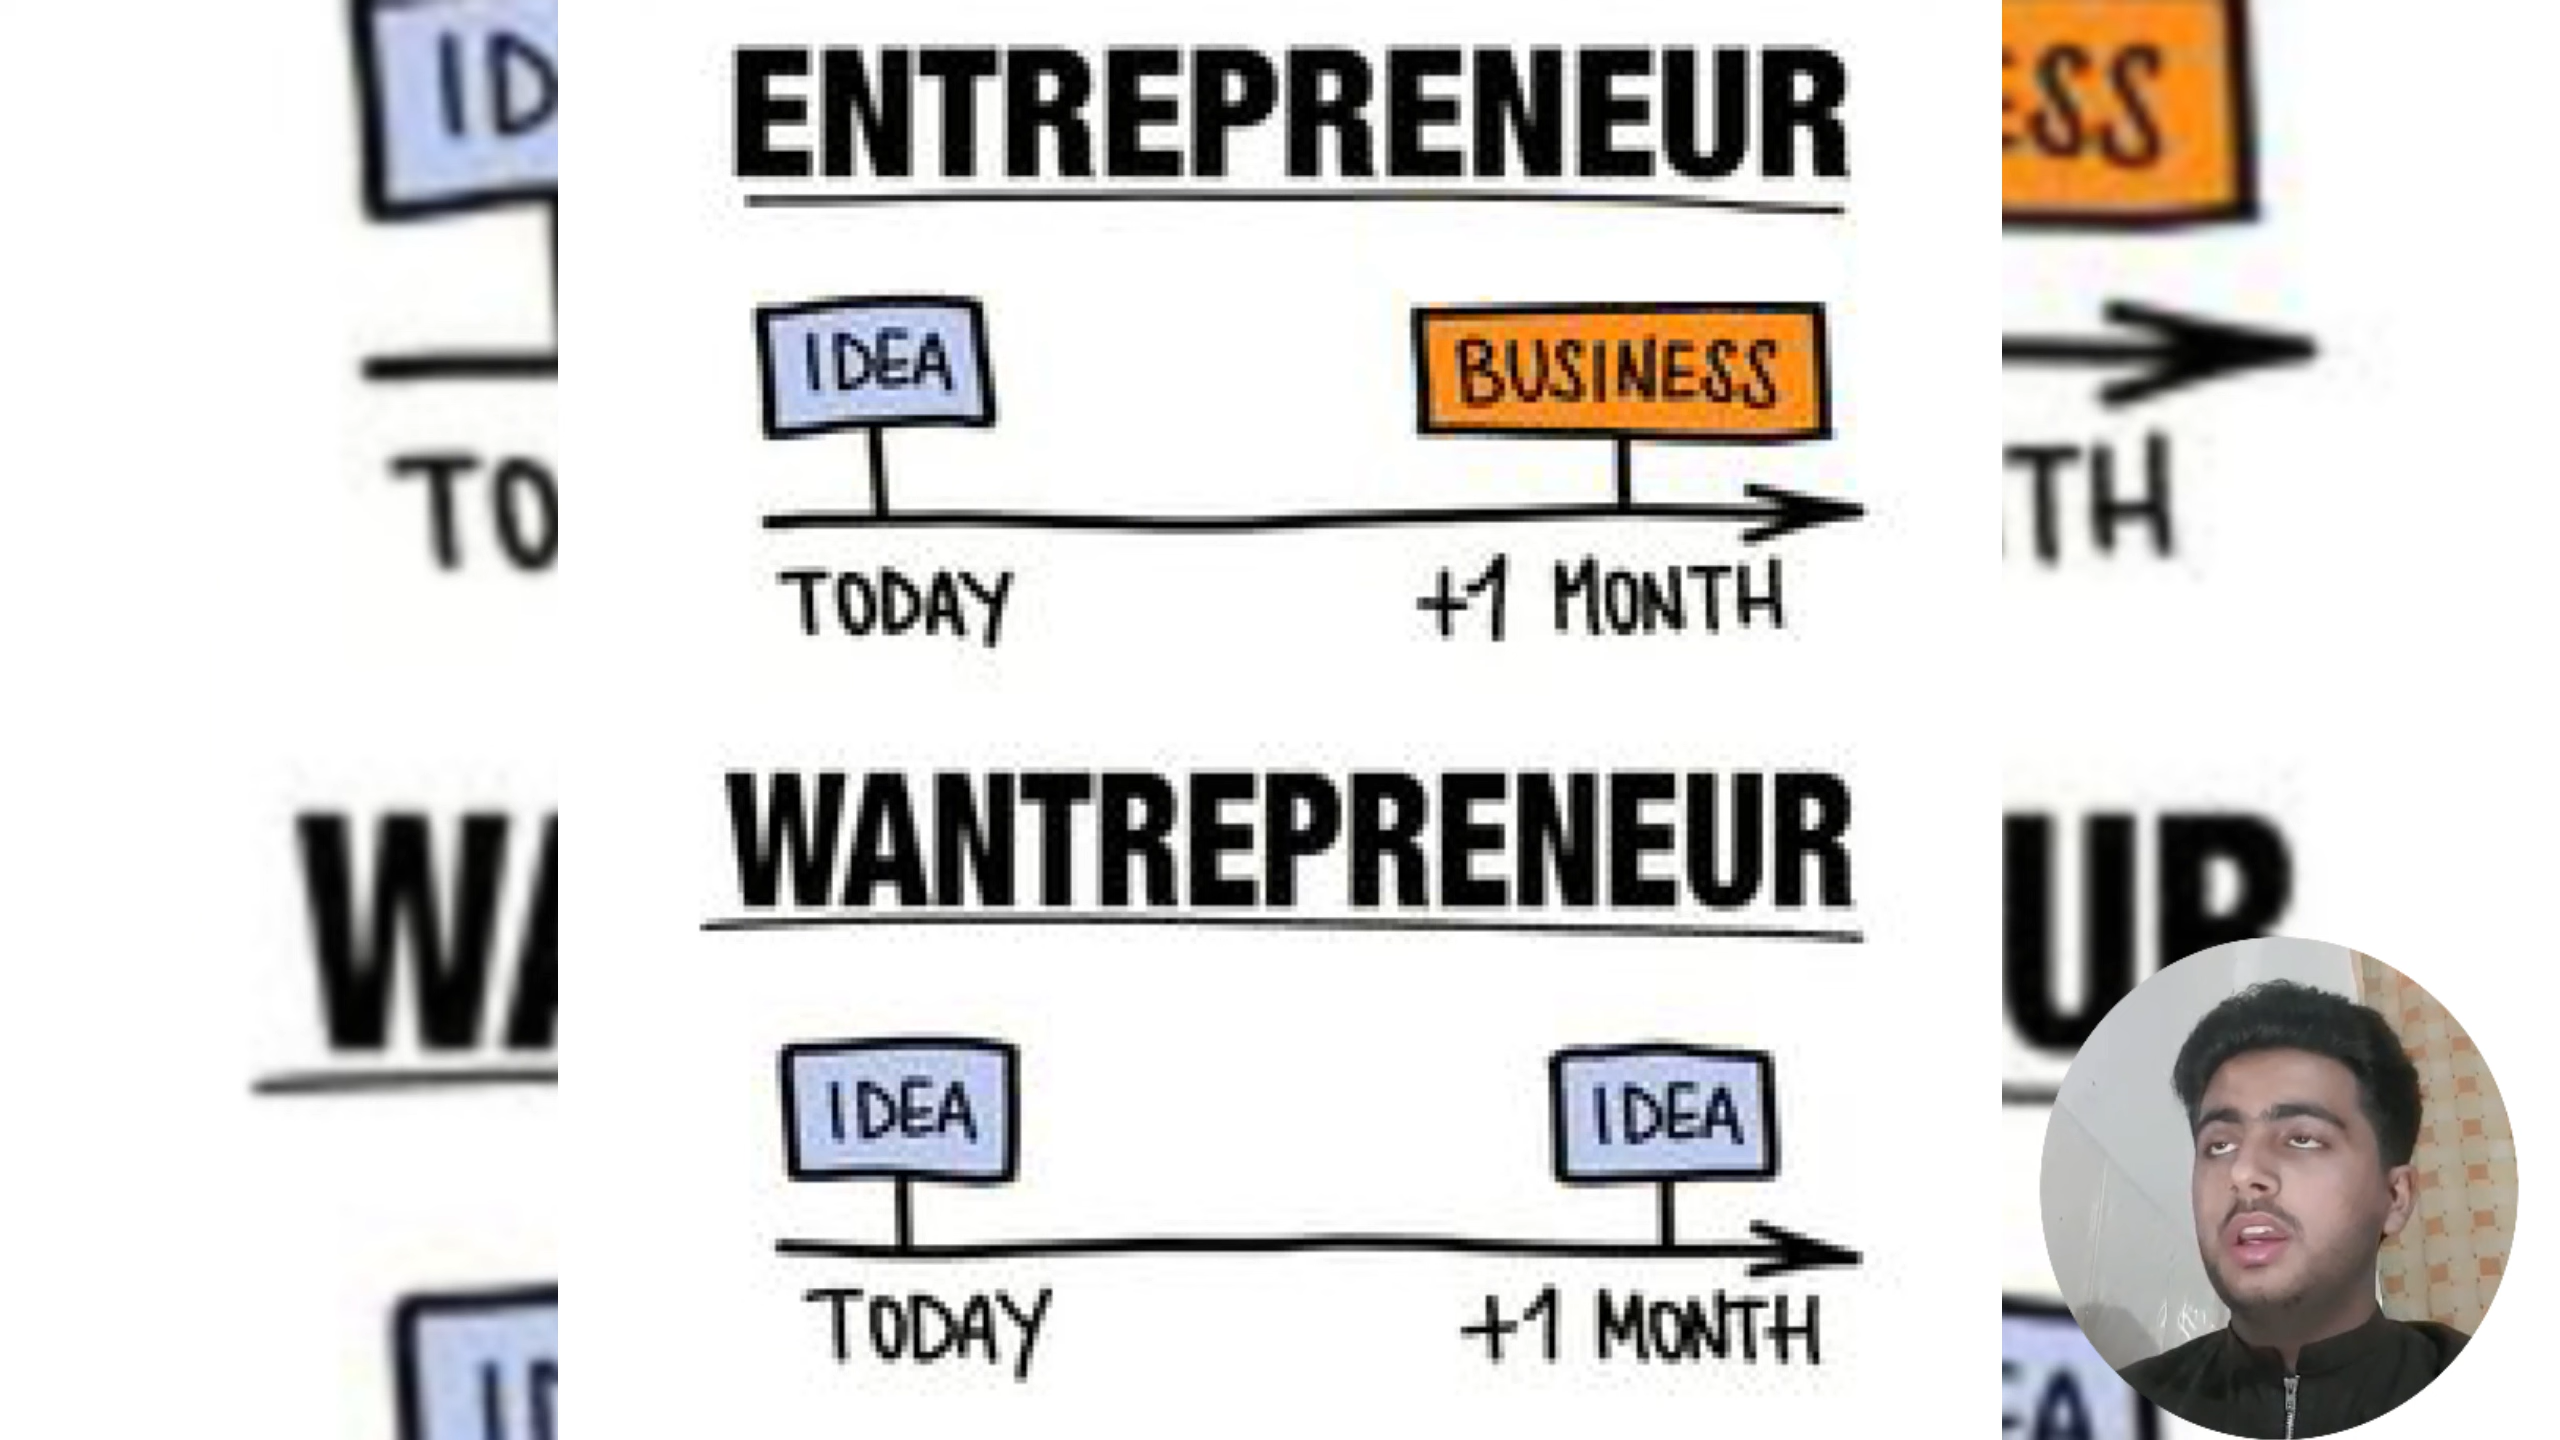 ENTREPRENEUR
IDEA
BUSINESS
TODAY
+1 MONTH
WANTREPRENEUR
IDEA
IDEA
TODAY
+1 MONTH